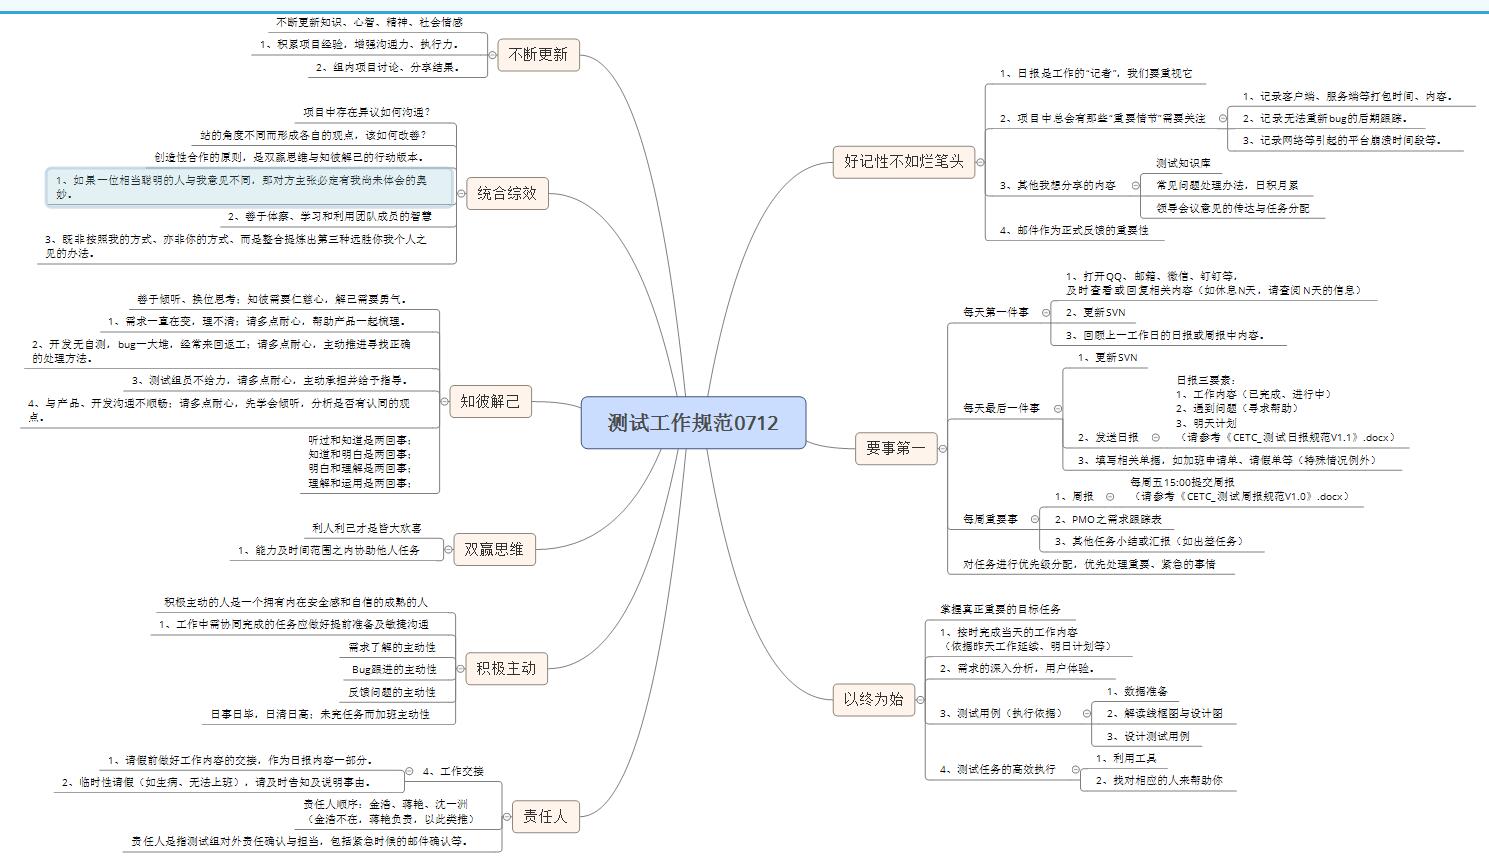 测试工作规范0712
好记性不如烂笔头
1、日报是工作的“记者”，我们要重视它
2、项目中总会有那些“重要情节”需要关注
1、记录客户端、服务端等打包时间、内容。
2、记录无法重新bug的后期跟踪。
3、记录网络等引起的平台崩溃时间段等。
3、其他我想分享的内容
测试知识库
常见问题处理办法，日积月累
领导会议意见的传达与任务分配
4、邮件作为正式反馈的重要性
要事第一
每天第一件事
1、打开QQ、邮箱、微信、钉钉等，
及时查看或回复相关内容（如休息N天，请查阅N天的信息）
2、更新SVN
3、回顾上一工作日的日报或周报中内容。
每天最后一件事
1、更新SVN
2、发送日报
日报三要素：
1、工作内容（已完成、进行中）
2、遇到问题（寻求帮助）
3、明天计划
（请参考《CETC_测试日报规范V1.1》.docx）
3、填写相关单据，如加班申请单、请假单等（特殊情况例外）
每周重要事
1、周报
每周五15:00提交周报
（请参考《CETC_测试周报规范V1.0》.docx）
2、PMO之需求跟踪表
3、其他任务小结或汇报（如出差任务）
对任务进行优先级分配，优先处理重要、紧急的事情
以终为始
掌握真正重要的目标任务
1、按时完成当天的工作内容
（依据昨天工作延续、明日计划等）
2、需求的深入分析，用户体验。
3、测试用例（执行依据）
1、数据准备
2、解读线框图与设计图
3、设计测试用例
4、测试任务的高效执行
1、利用工具
2、找对相应的人来帮助你
不断更新
不断更新知识、心智、精神、社会情感
1、积累项目经验，增强沟通力、执行力。
2、组内项目讨论、分享结果。
统合综效
项目中存在异议如何沟通？
站的角度不同而形成各自的观点，该如何改善？
创造性合作的原则，是双赢思维与知彼解己的行动版本。
1、如果一位相当聪明的人与我意见不同，那对方主张必定有我尚未体会的奥
妙。
2、善于体察、学习和利用团队成员的智慧
3、既非按照我的方式、亦非你的方式、而是整合提炼出第三种远胜你我个人之
见的办法。
知彼解己
善于倾听、换位思考；知彼需要仁慈心，解己需要勇气。
1、需求一直在变，理不清；请多点耐心，帮助产品一起梳理。
2、开发无自测，bug一大堆，经常来回返工；请多点耐心，主动推进寻找正确
的处理方法。
3、测试组员不给力，请多点耐心，主动承担并给予指导。
4、与产品、开发沟通不顺畅；请多点耐心，先学会倾听，分析是否有认同的观
点。
听过和知道是两回事；
知道和明白是两回事；
明白和理解是两回事；
理解和运用是两回事；
双赢思维
利人利己才是皆大欢喜
1、能力及时间范围之内协助他人任务
积极主动
积极主动的人是一个拥有内在安全感和自信的成熟的人
1、工作中需协同完成的任务应做好提前准备及敏捷沟通
需求了解的主动性
Bug跟进的主动性
反馈问题的主动性
日事日毕，日清日高；未完任务而加班主动性
责任人
4、工作交接
1、请假前做好工作内容的交接，作为日报内容一部分。
2、临时性请假（如生病、无法上班），请及时告知及说明事由。
责任人顺序：金浩、蒋艳、沈一洲
（金浩不在，蒋艳负责，以此类推）
责任人是指测试组对外责任确认与担当，包括紧急时候的邮件确认等。